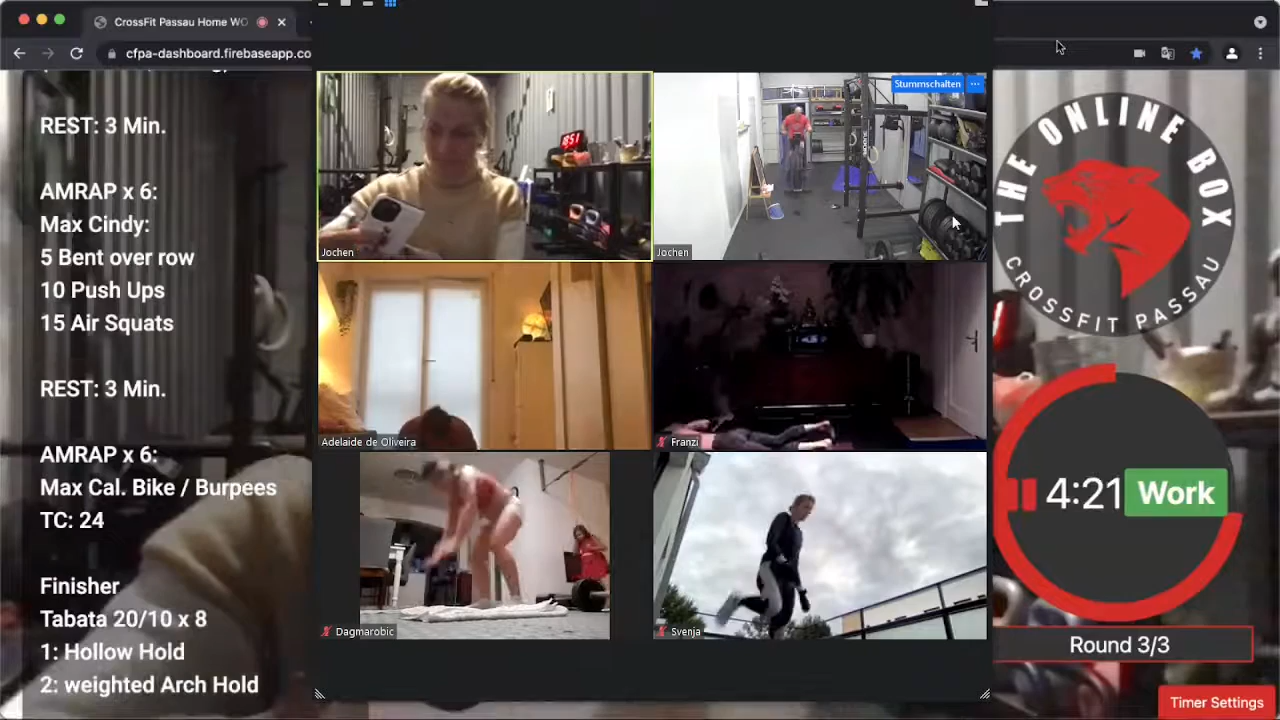 CrossFit Passau Home WO
cfpa-dashboard.firebaseapp.co
REST: 3 Min.
AMRAP x 6:
Max Cindy:
5 Bent over row
10 Push Ups
15 Air Squats
REST: 3 Min.
AMRAP x 6:
Max Cal. Bike / Burpees
TC: 24
Finisher
Tabata 20/10 x 8
1: Hollow Hold
2: weighted Arch Hold
Jochen
Stummschalten
Jochen
Adelaide de Oliveira
Franzi
Dagmarobic
Svenja
THE ONLINE BOX
CROSSFIT PASSAU
4:21 Work
Round 3/3
Timer Settings